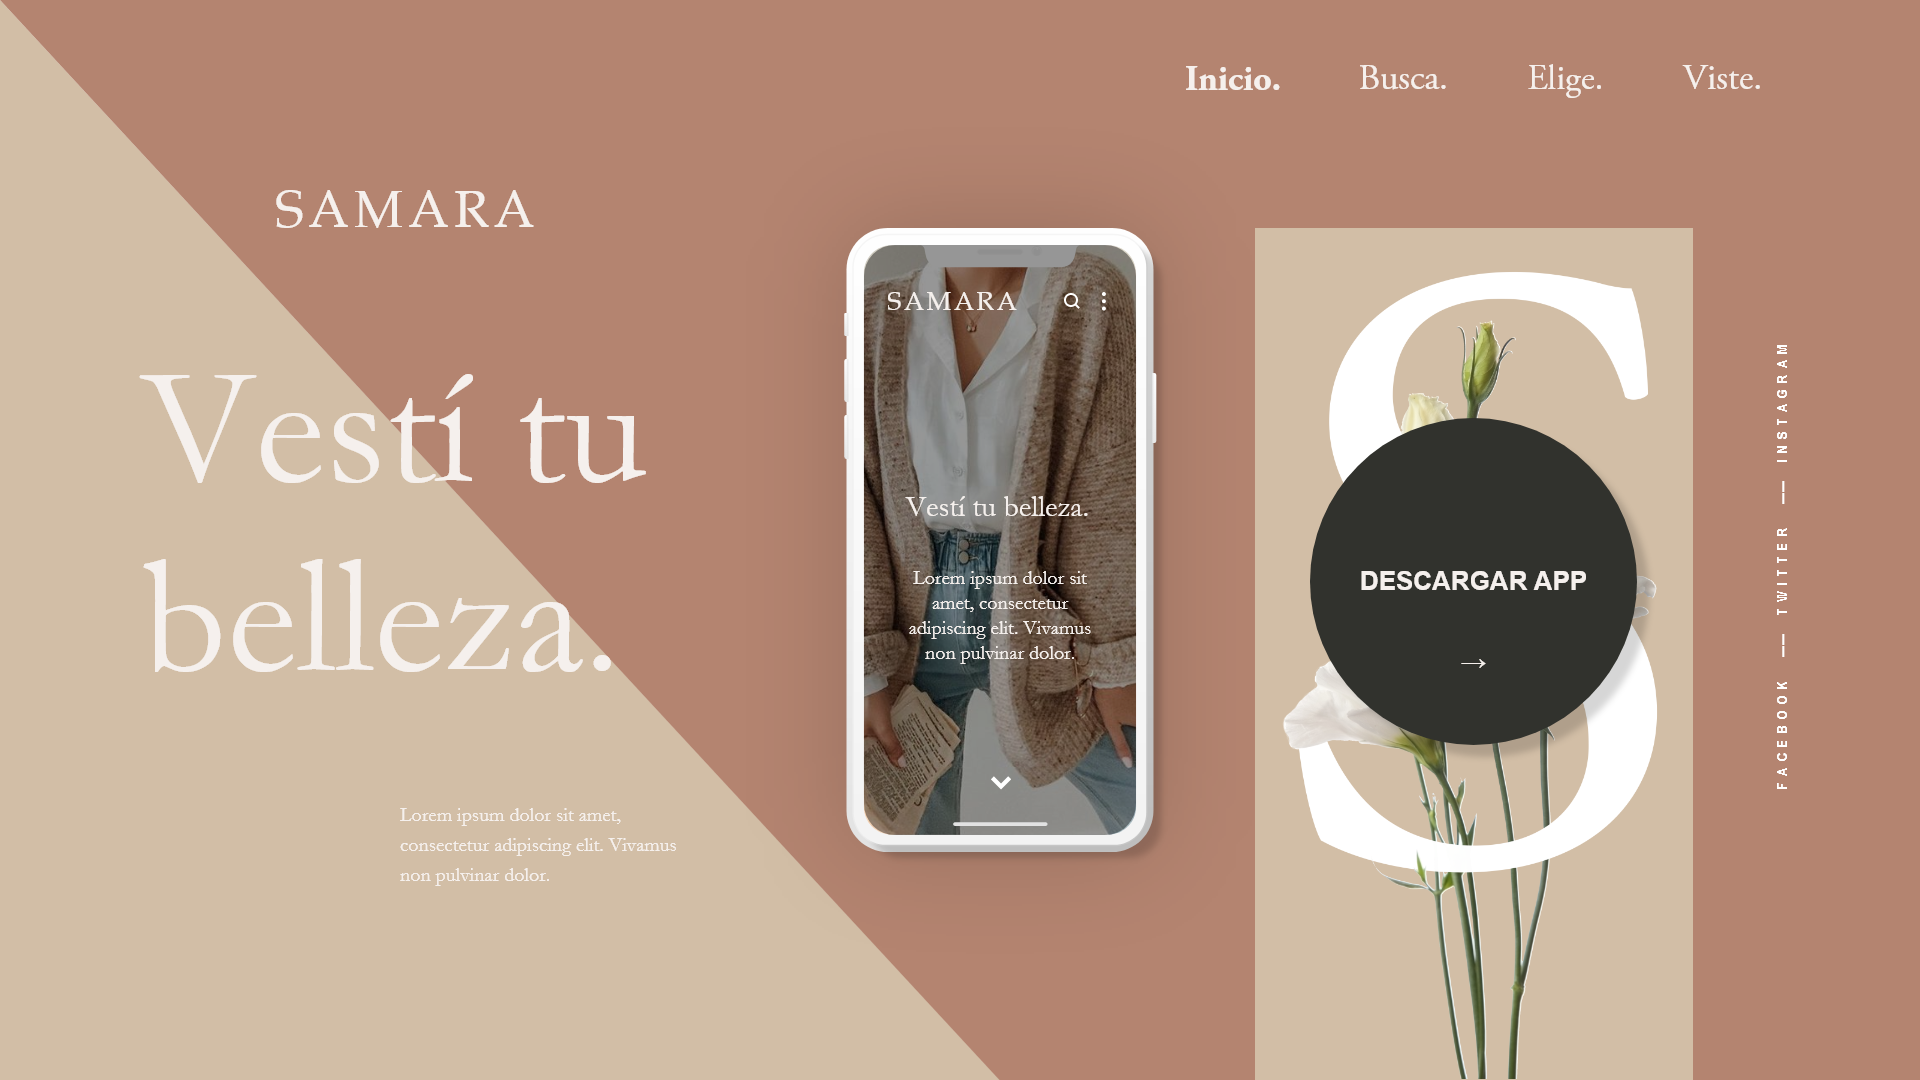 Inicio.
Busca.
Elige.
Viste.
SAMARA
Vestí tu
belleza.
Lorem ipsum dolor sit amet,
consectetur adipiscing elit. Vivamus
non pulvinar dolor.
SAMARA
Vestí tu belleza.
Lorem ipsum dolor sit
amet, consectetur
adipiscing elit. Vivamus
non pulvinar dolor.
S
DESCARGAR APP
→
FACEBOOK — TWITTER — INSTAGRAM